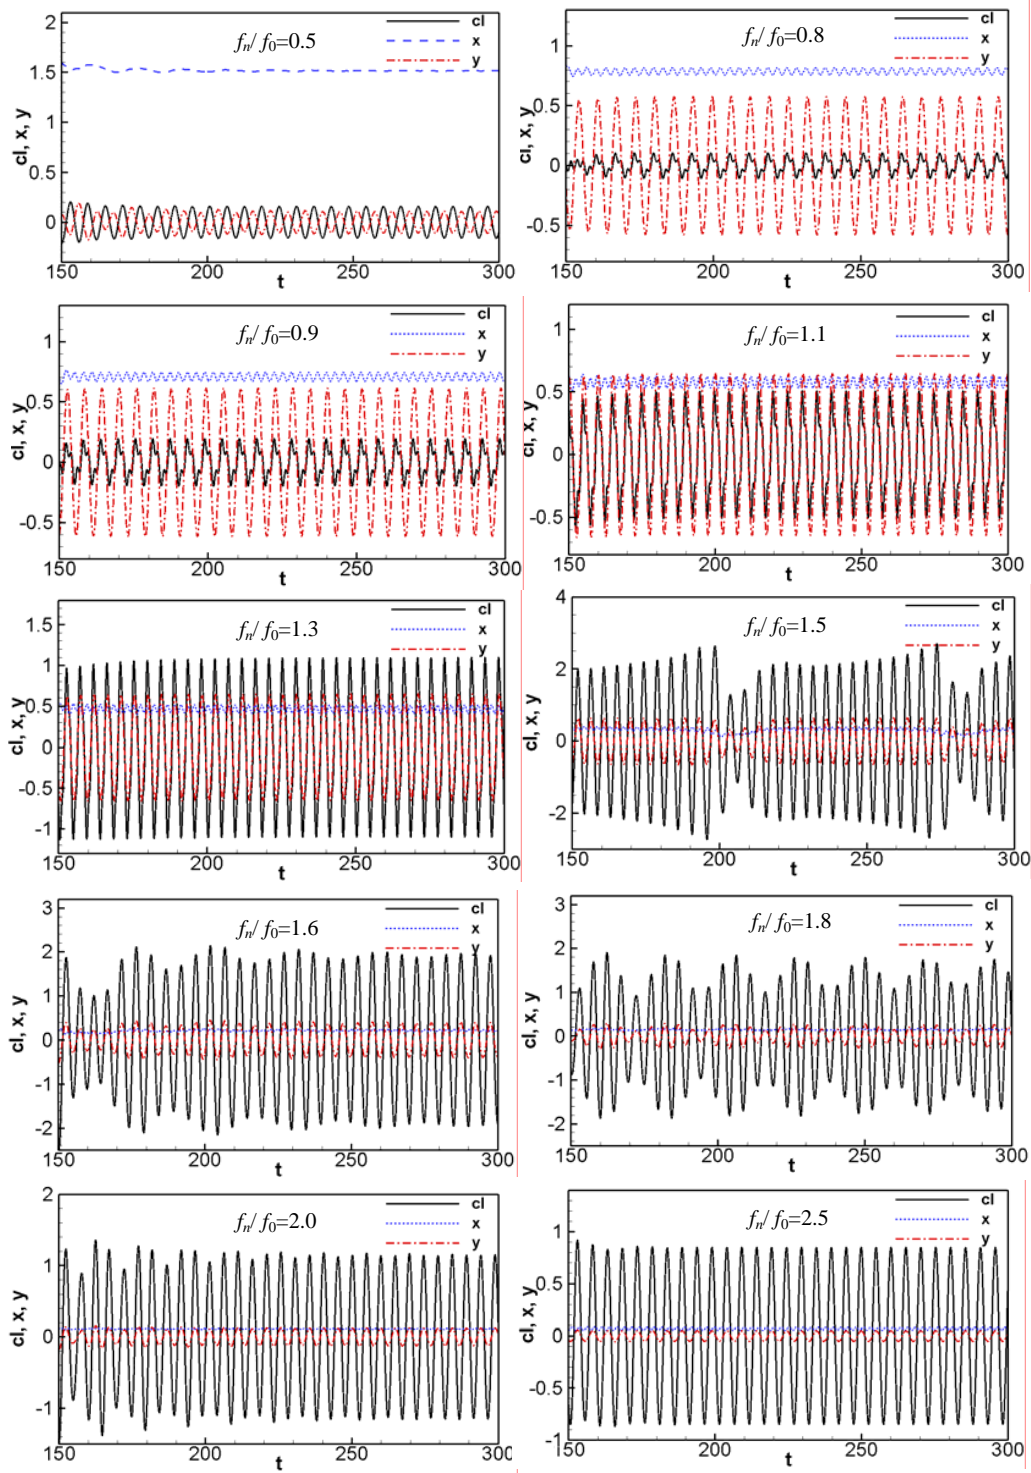 2
1.5
1
0.5
0
cl, x, y
fn/f0=0.5
cl
x
y
150 200 250 300
t
1
0.5
0
-0.5
cl, x, y
fn/f0=0.8
cl
x
y
150 200 250 300
t
1
0.5
0
-0.5
cl, x, y
fn/f0=0.9
cl
x
y
150 200 250 300
t
1
0.5
0
-0.5
cl, x, y
fn/f0=1.1
cl
x
y
150 200 250 300
t
1.5
1
0.5
0
-0.5
-1
cl, x, y
fn/f0=1.3
cl
x
y
150 200 250 300
t
4
2
0
-2
cl, x, y
fn/f0=1.5
cl
x
y
150 200 250 300
t
3
2
1
0
-1
-2
cl, x, y
fn/f0=1.6
cl
x
y
150 200 250 300
t
3
2
1
0
-1
-2
cl, x, y
fn/f0=1.8
cl
x
y
150 200 250 300
t
2
1
0
-1
cl, x, y
fn/f0=2.0
cl
x
y
150 200 250 300
t
1
0.5
0
-0.5
-1
cl, x, y
fn/f0=2.5
cl
x
y
150 200 250 300
t